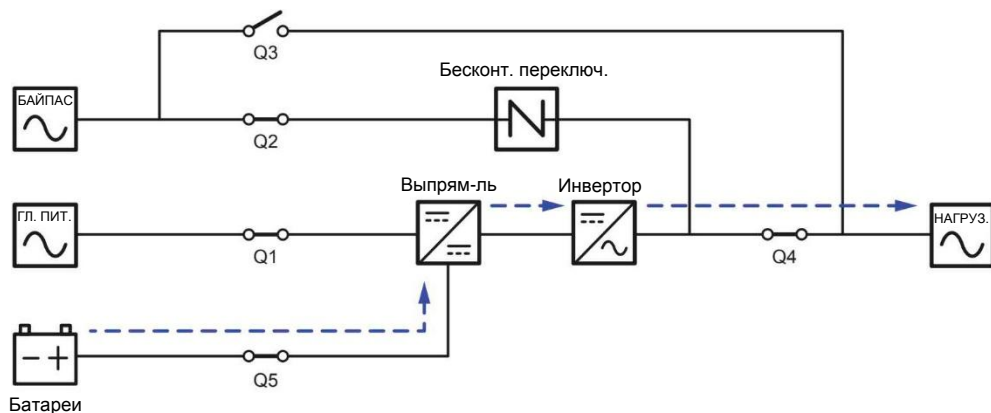 Q3
Бесконт. переключ.
БАЙПАС
Q2
Выпрям-ль
Инвертор
ГЛ. ПИТ.
НАГРУЗ.
Q1
Q4
Q5
Батареи